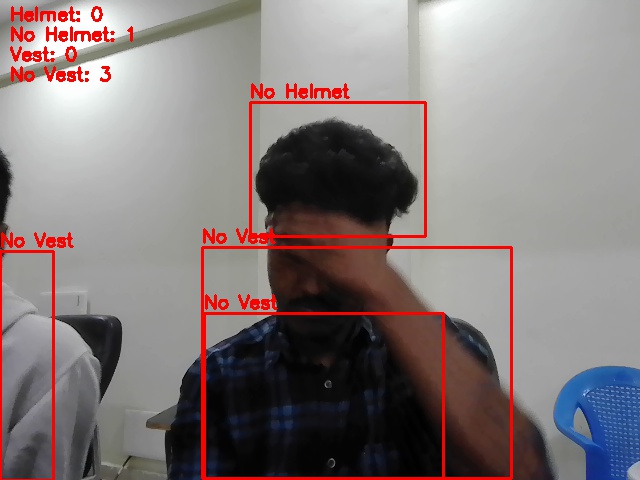 Helmet: 0
No Helmet: 1
Vest: 0
No Vest: 3
No Helmet
No Vest
No Vest
No Vest